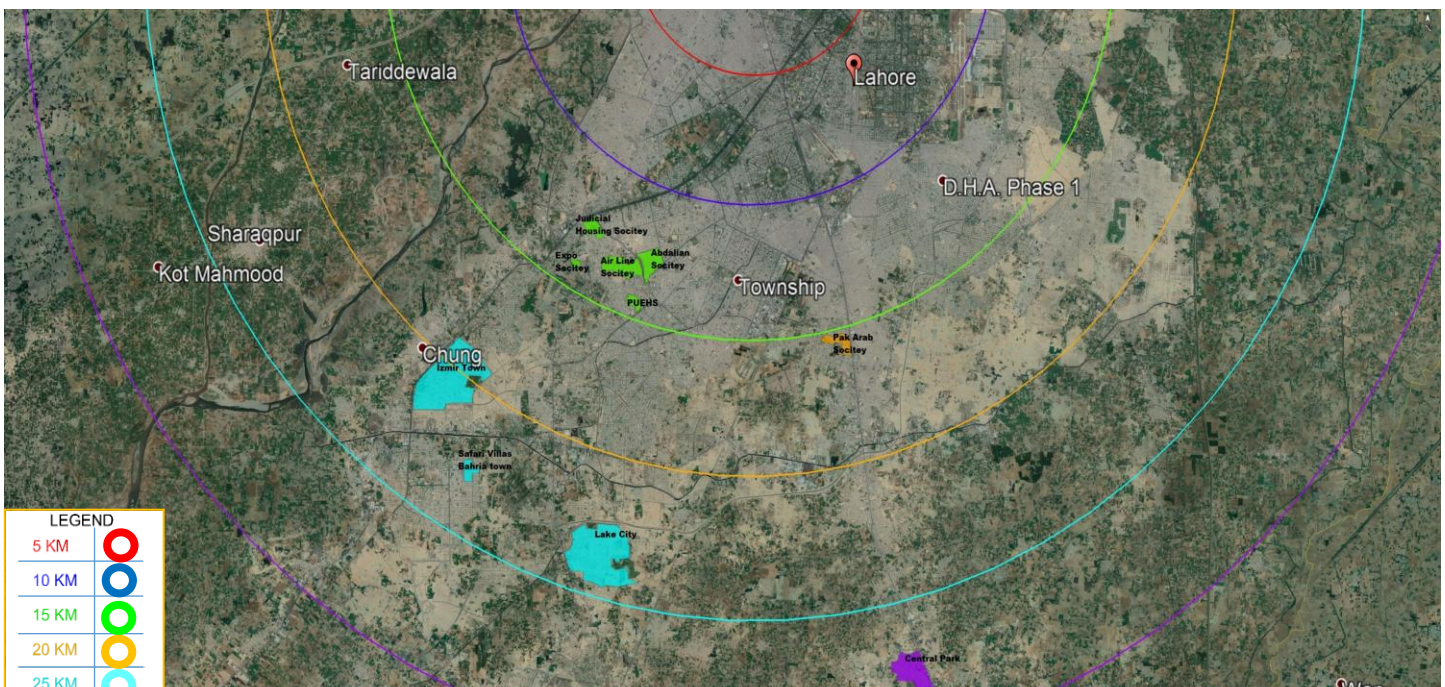 Tariddewala
Lahore
D.H.A. Phase 1
Judicial
Housing Socitey
Sharaqpur
Expo
Socitey
Air Line
Socitey
Abdalian
Socitey
Kot Mahmood
Township
PUEHS
Pak Arab
Socitey
Chung
Izmir Town
Safari Villas
Bahria town
Lake City
Central Park
LEGEND
5 KM
10 KM
15 KM
20 KM
25 KM